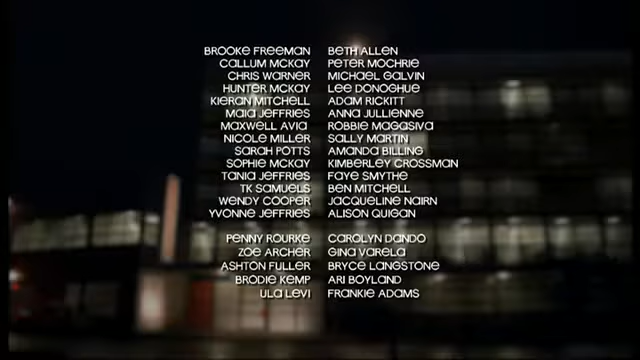 BROOKE FREEMAN BETH ALLEN
CALLUM MCKAY PETER MOCHRIE
CHRIS WARNER MICHAEL GALVIN
HUNTER MCKAY LEE DONOGHUE
KIERAN MITCHELL ADAM RICKITT
MAIA JEFFRIES ANNA JULLIENNE
MAXWELL AVIA ROBBIE MAGASIVA
NICOLE MILLER SALLY MARTIN
SARAH POTTS AMANDA BILLING
SOPHIE MCKAY KIMBERLEY CROSSMAN
TANIA JEFFRIES FAYE SMYTHE
TK SAMUELS BEN MITCHELL
WENDY COOPER JACQUELINE NAIRN
YVONNE JEFFRIES ALISON QUIGAN
PENNY ROURKE CAROLYN DANDO
ZOE ARCHER GINA VARELA
ASHTON FULLER BRYCE LANGSTONE
BRODIE KEMP ARI BOYLAND
ULA LEVI FRANKIE ADAMS